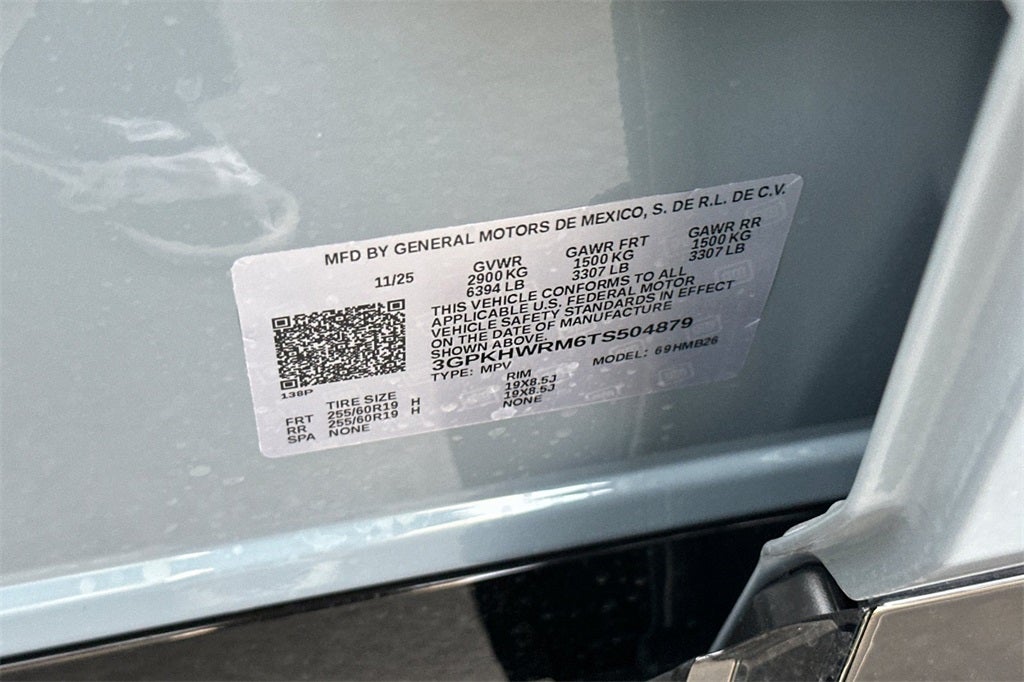 MFD BY GENERAL MOTORS DE MEXICO, S. DE R.L. DE C.V.
11/25 GVWR GAWR FRT GAWR RR
2900 KG 1500 KG 1500 KG
6394 LB 3307 LB 3307 LB
THIS VEHICLE CONFORMS TO ALL
APPLICABLE U.S. FEDERAL MOTOR
VEHICLE SAFETY STANDARDS IN EFFECT
ON THE DATE OF MANUFACTURE
SHOWN ABOVE.
3GPKHWRM6TS504879
TYPE: MPV MODEL: 69HMB26
138P
TIRE SIZE RIM
FRT 255/60R19 H 19X8.5J
RR 255/60R19 H 19X8.5J
SPA NONE NONE